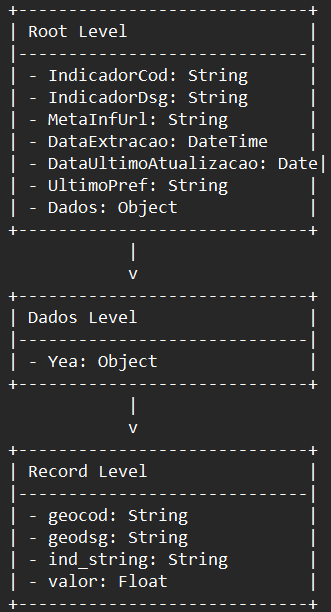 +-----------------------------+
| Root Level                  |
|-----------------------------|
| - IndicadorCod: String      |
| - IndicadorDsg: String      |
| - MetaInfUrl: String        |
| - DataExtracao: DateTime    |
| - DataUltimoAtualizacao: Date|
| - UltimoPref: String        |
| - Dados: Object             |
+-----------------------------+
            |
            v
+-----------------------------+
| Dados Level                 |
|-----------------------------|
| - Yea: Object               |
+-----------------------------+
            |
            v
+-----------------------------+
| Record Level                |
|-----------------------------|
| - geocod: String            |
| - geodsg: String            |
| - ind_string: String        |
| - valor: Float              |
+-----------------------------+